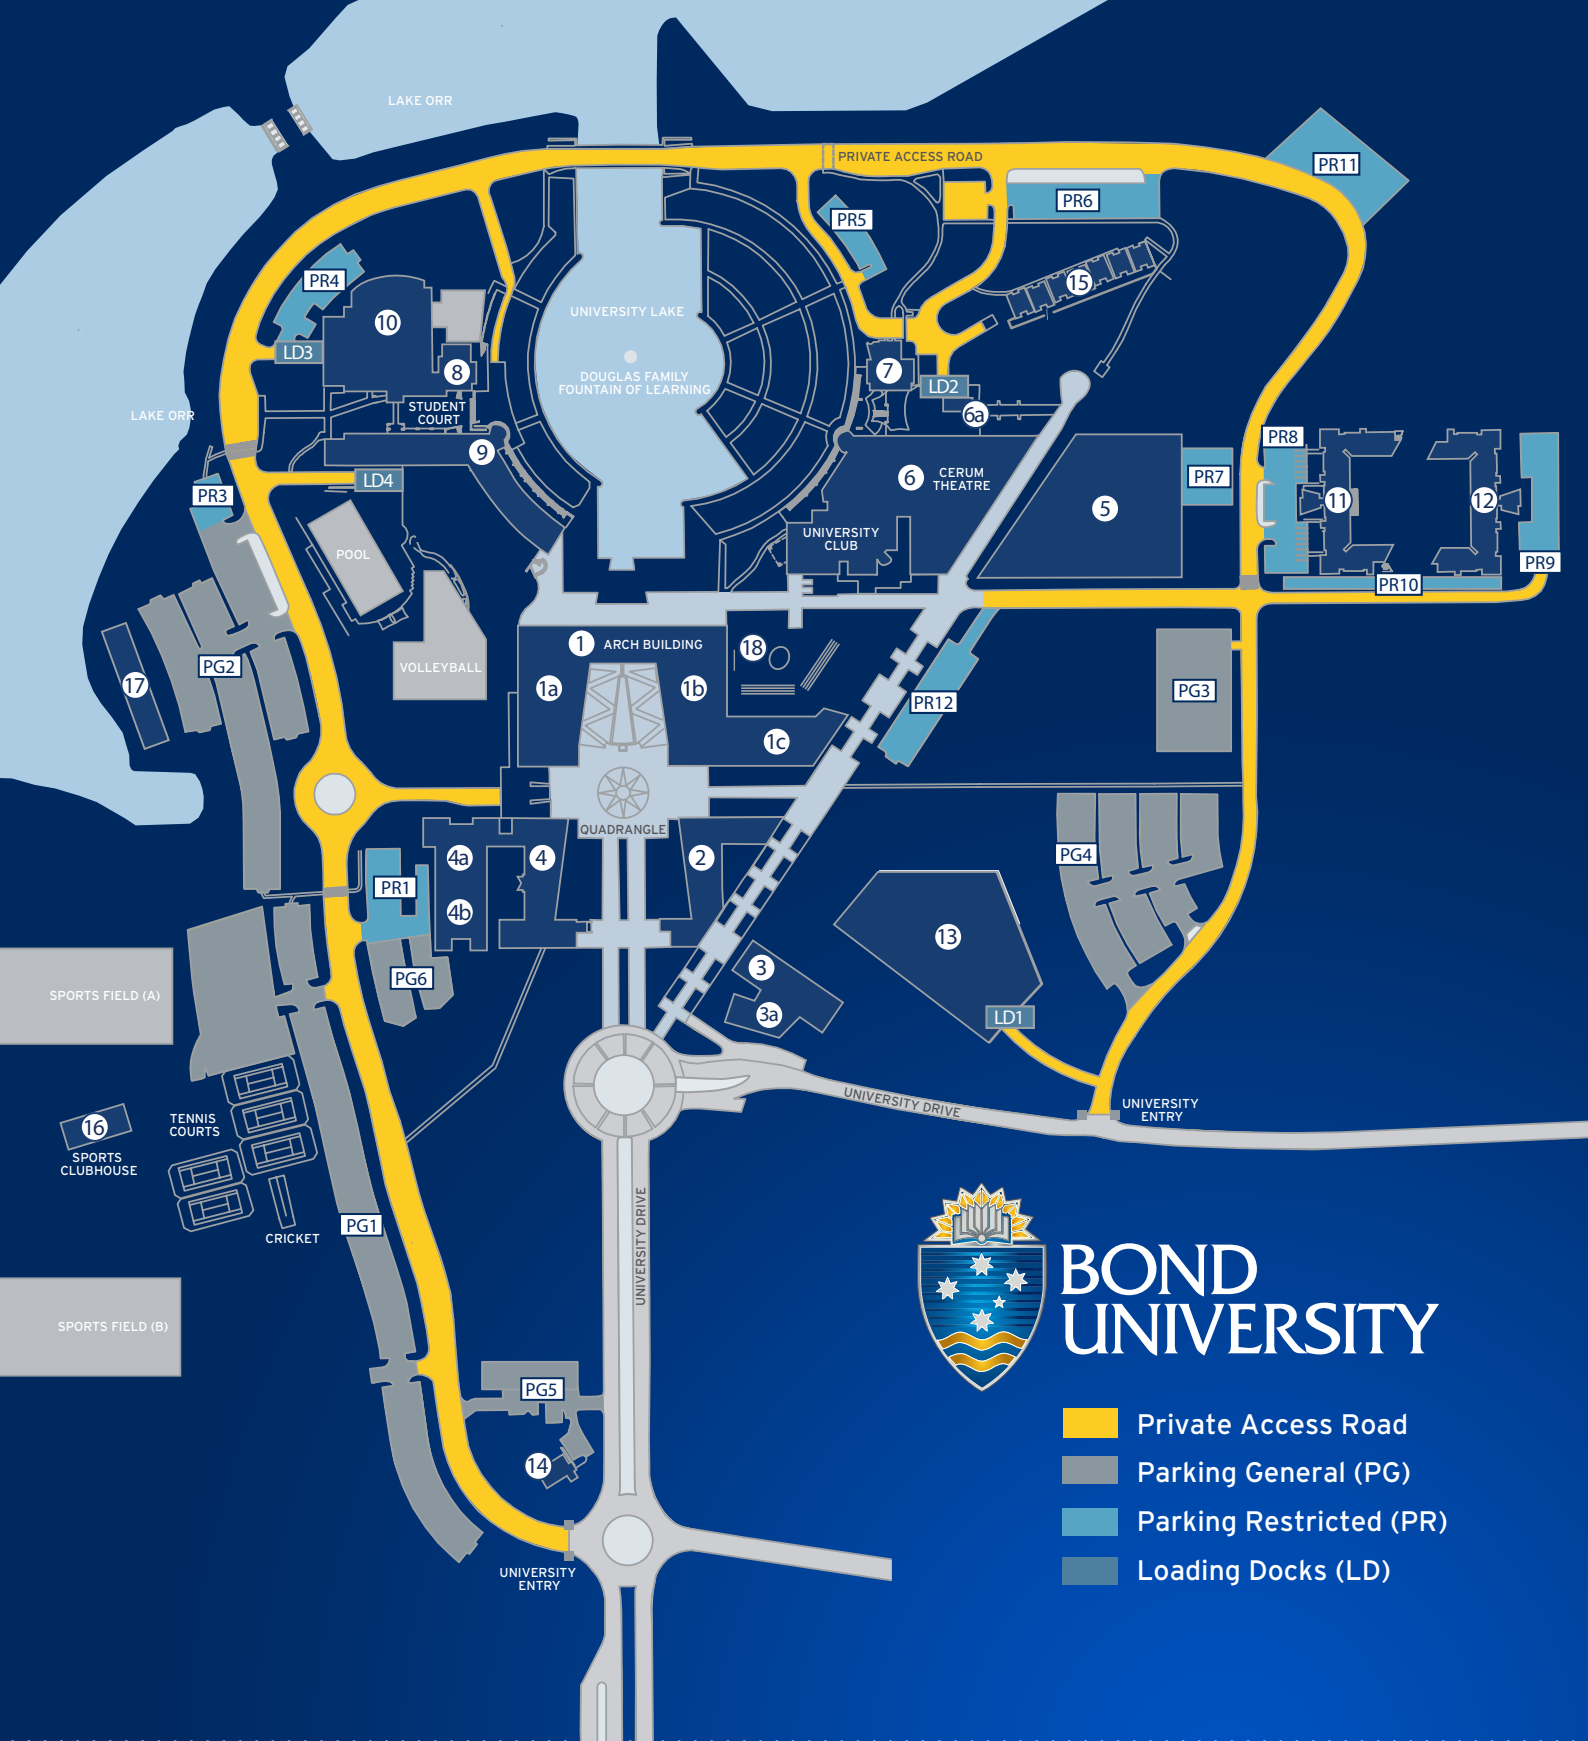 LAKE ORR
PRIVATE ACCESS ROAD
PR11
PR6
PR5
PR4
15
UNIVERSITY LAKE
10
LD3
8
7
DOUGLAS FAMILY
FOUNTAIN OF LEARNING
LD2
LAKE ORR
STUDENT
COURT
6a
9
PR8
LD4
6
CERUM
THEATRE
PR7
PR3
11
12
5
UNIVERSITY
CLUB
POOL
PR9
PR10
1
ARCH BUILDING
18
PG2
VOLLEYBALL
17
1a
1b
PG3
PR12
1c
QUADRANGLE
4a
4
2
PG4
PR1
4b
13
3
PG6
SPORTS FIELD (A)
3a
LD1
UNIVERSITY DRIVE
UNIVERSITY
ENTRY
TENNIS
COURTS
16
SPORTS
CLUBHOUSE
PG1
CRICKET
UNIVERSITY DRIVE
SPORTS FIELD (B)
BOND
UNIVERSITY
PG5
14
UNIVERSITY
ENTRY
Private Access Road
Parking General (PG)
Parking Restricted (PR)
Loading Docks (LD)